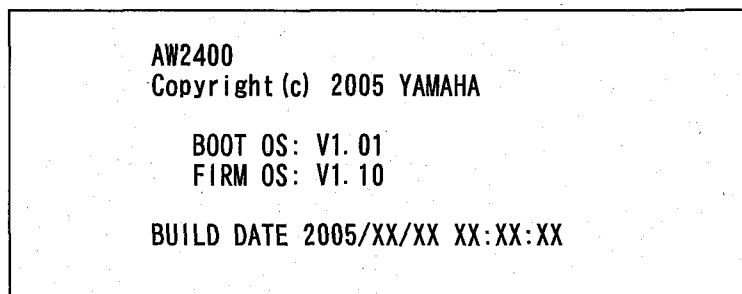 AW2400
Copyright(c) 2005 YAMAHA
BOOT OS: V1.01
FIRM OS: V1.10
BUILD DATE 2005/XX/XX XX:XX:XX